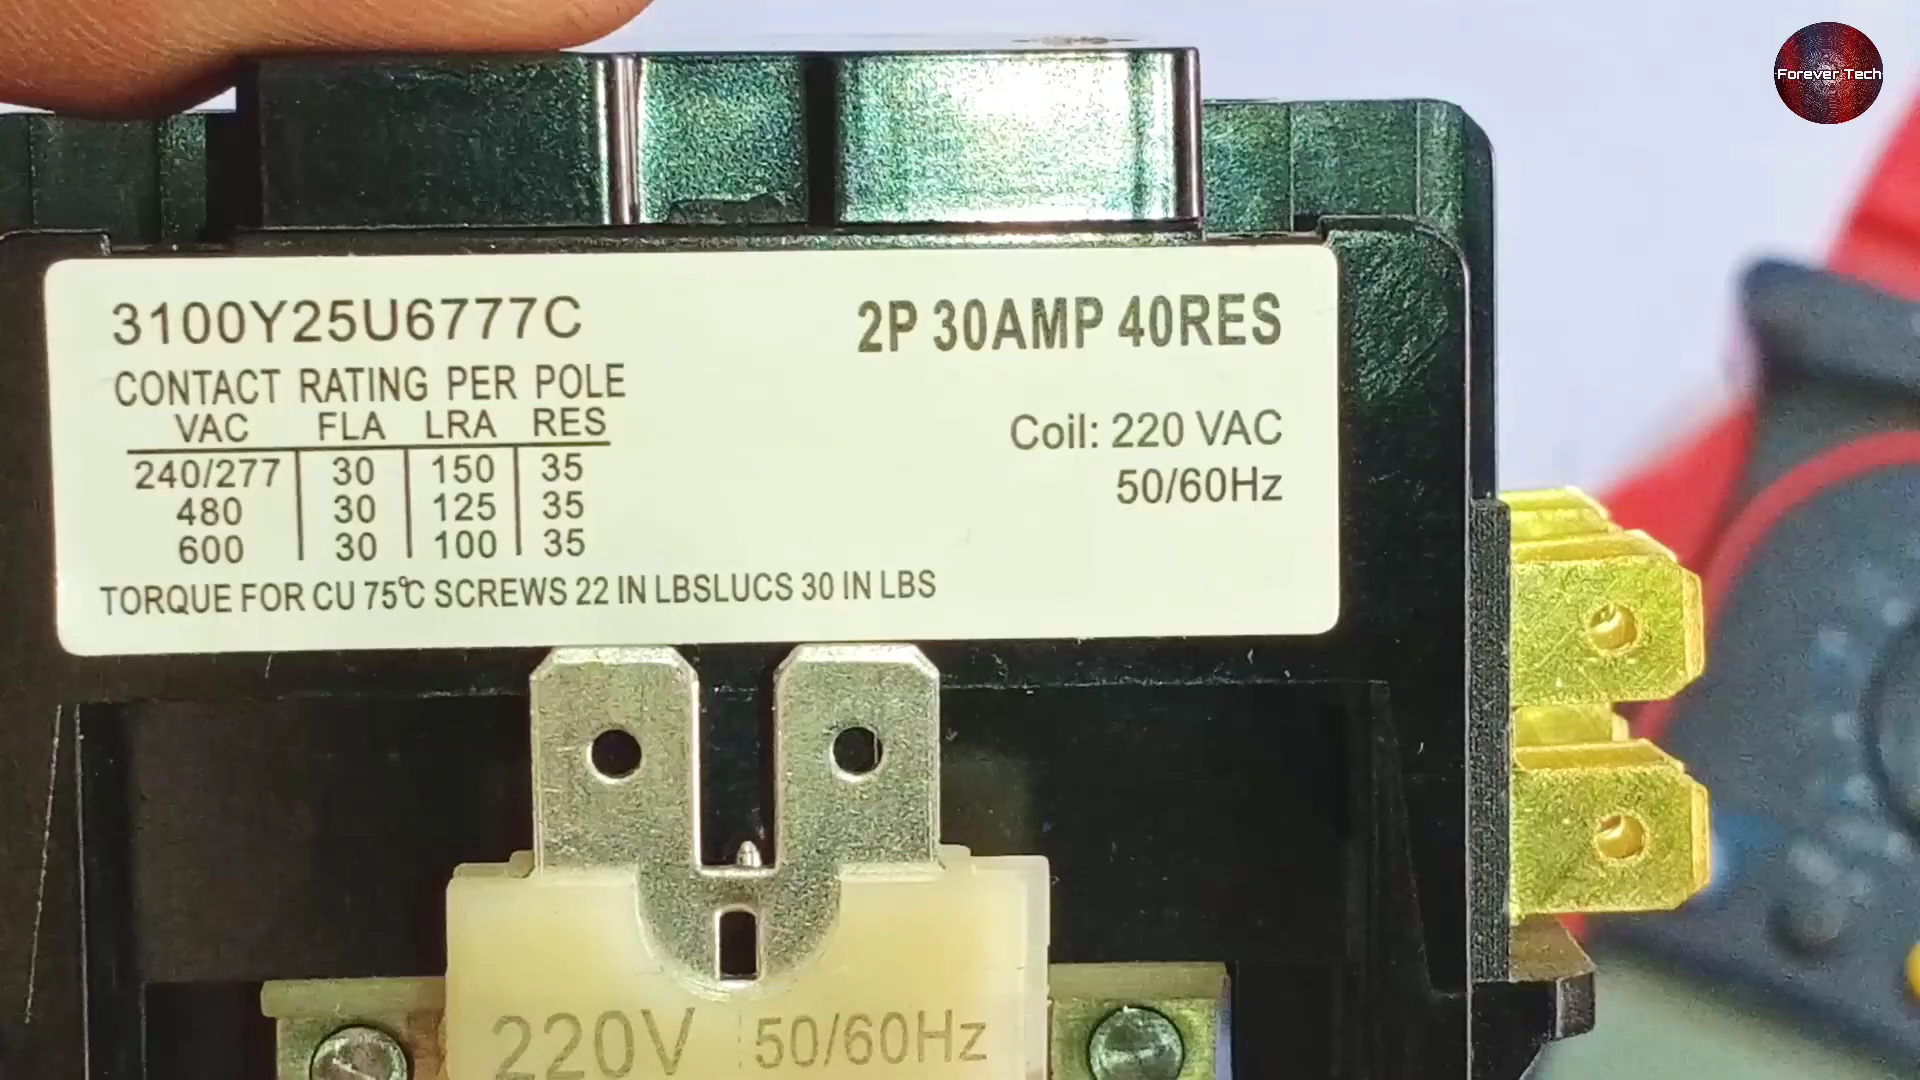 Forever Tech
3100Y25U6777C
2P 30AMP 40RES
CONTACT RATING PER POLE
VAC FLA LRA RES
240/277 30 150 35
480 30 125 35
600 30 100 35
Coil: 220 VAC
50/60Hz
TORQUE FOR CU 75℃ SCREWS 22 IN LBSLUCS 30 IN LBS
220V 50/60Hz